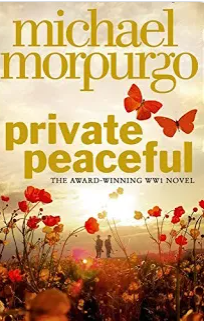 michael
morpurgo
private
peaceful
THE AWARD-WINNING WW1 NOVEL